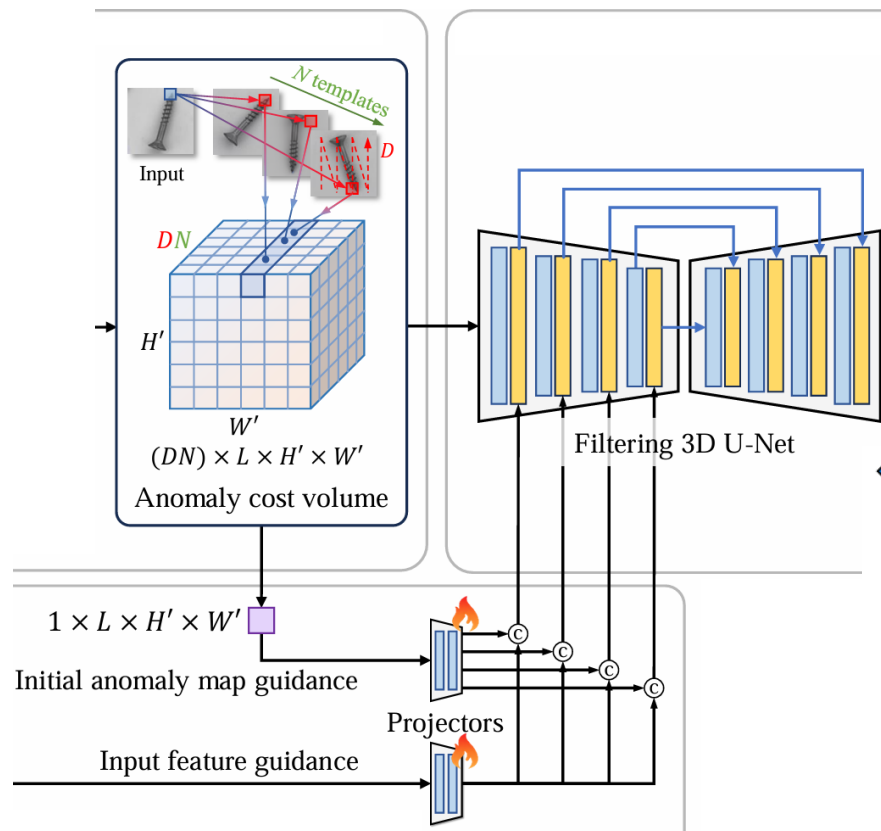 N templates
D
Input
DN
H′
W′
(DN) × L × H′ × W′
Anomaly cost volume
Filtering 3D U-Net
1 × L × H′ × W′
C
C
C
C
Initial anomaly map guidance
Projectors
Input feature guidance